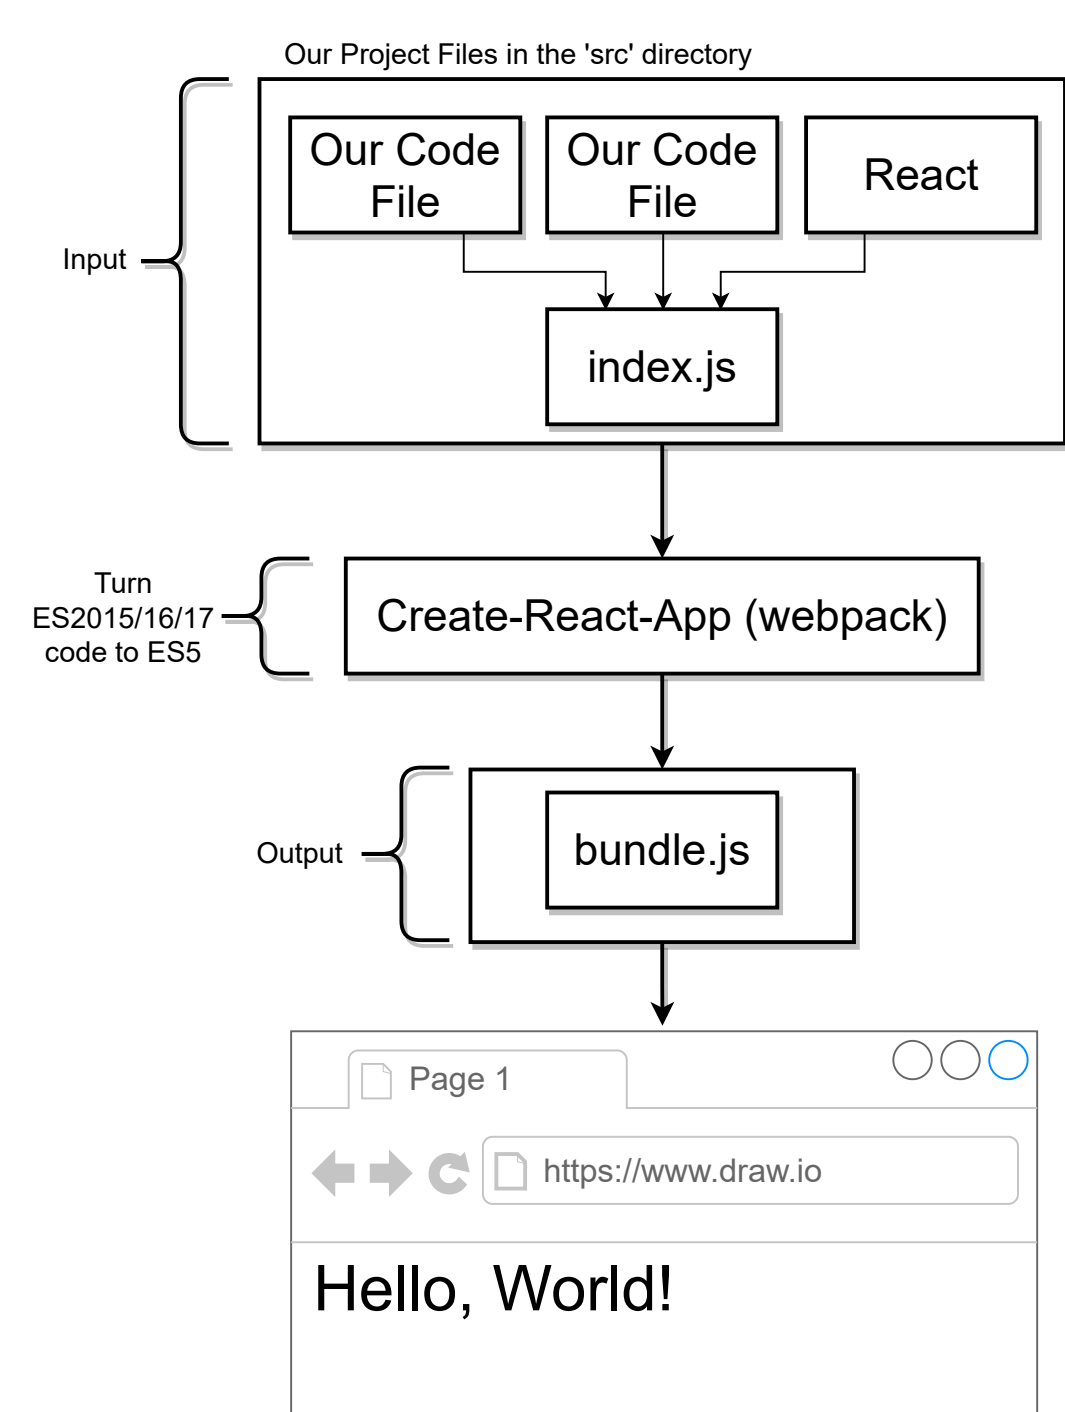 Our Project Files in the 'src' directory
Our Code
File
Our Code
File
React
Input
index.js
Turn
ES2015/16/17
code to ES5
Create-React-App (webpack)
Output
bundle.js
Page 1
https://www.draw.io
Hello, World!